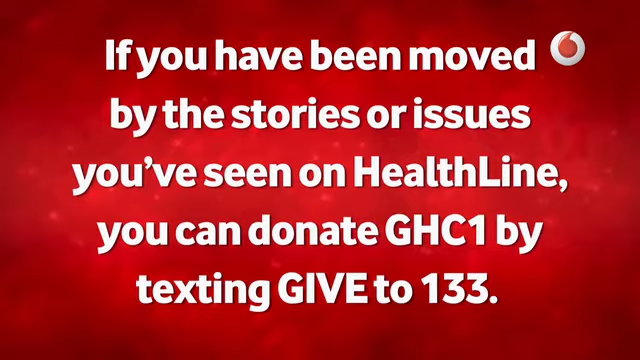 If you have been moved
by the stories or issues
you’ve seen on HealthLine,
you can donate GHC1 by
texting GIVE to 133.